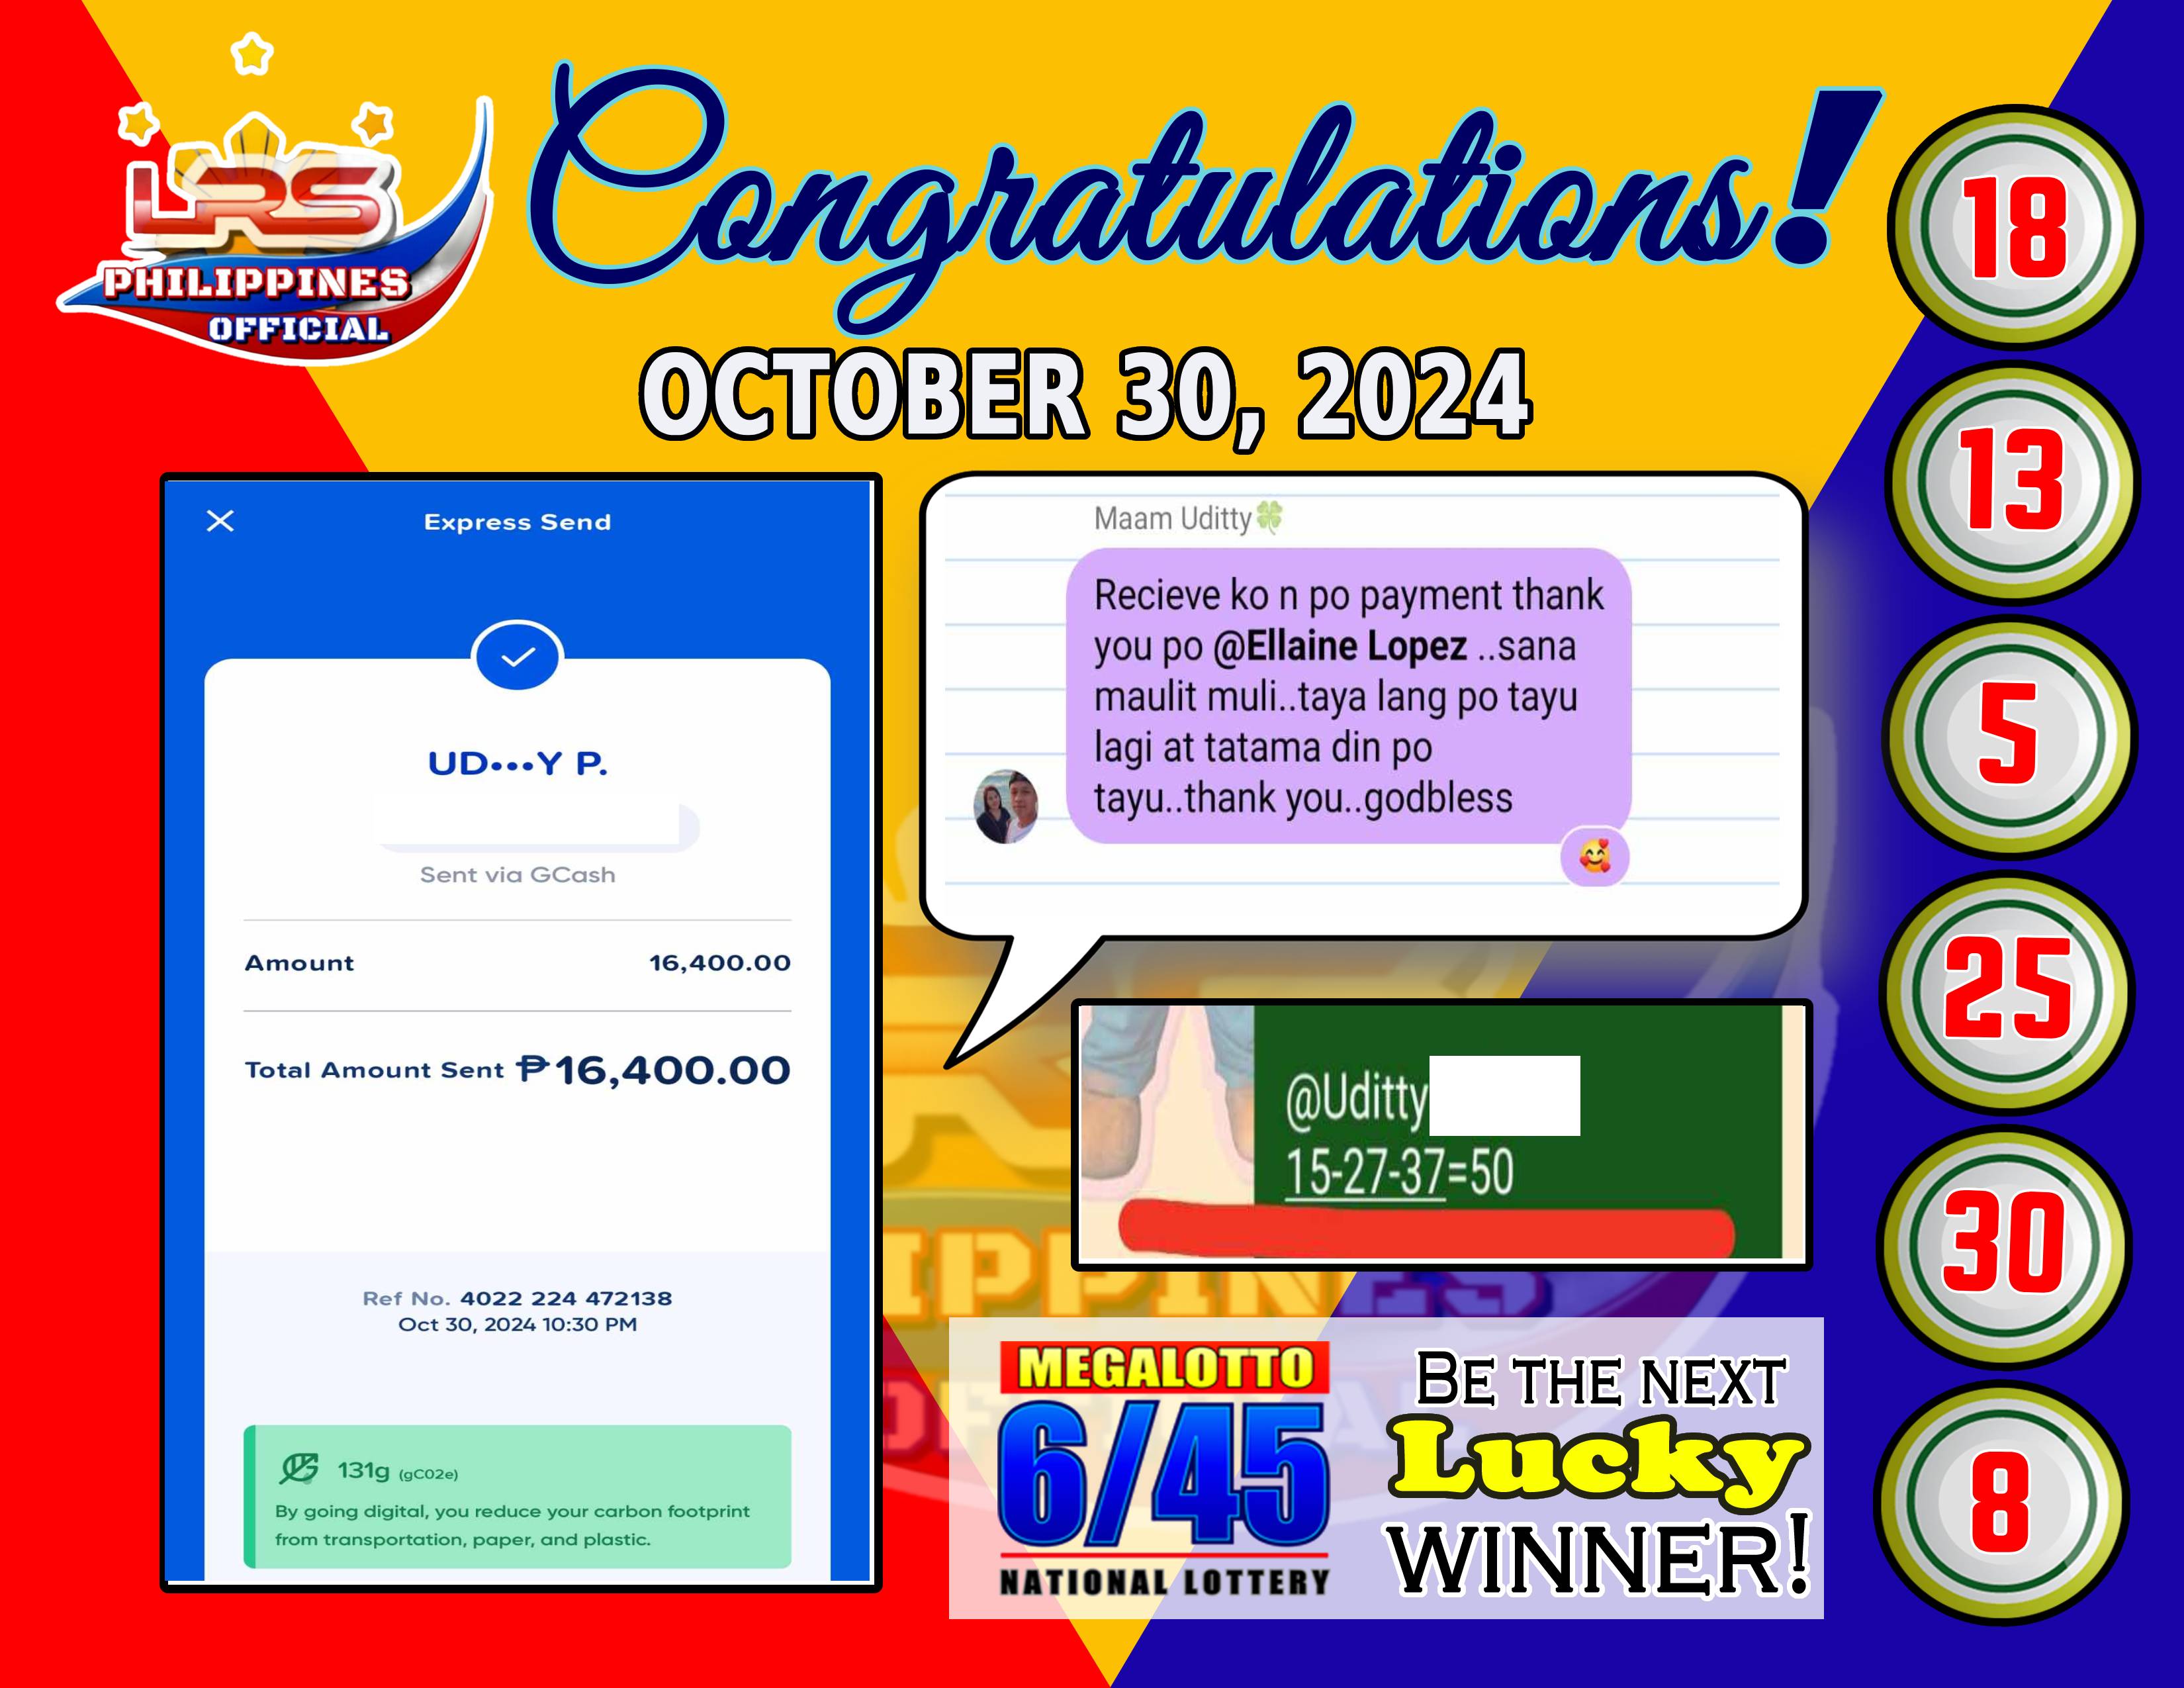 LRS
PHILIPPINES
OFFICIAL
Congratulations!
OCTOBER 30, 2024
Express Send
UD•••Y P.
Sent via GCash
Amount 16,400.00
Total Amount Sent ₱16,400.00
Ref No. 4022 224 472138
Oct 30, 2024 10:30 PM
131g (gC02e)
By going digital, you reduce your carbon footprint
from transportation, paper, and plastic.
Maam Uditty🍀
Recieve ko n po payment thank
you po @Ellaine Lopez ..sana
maulit muli..taya lang po tayu
lagi at tatama din po
tayu..thank you..godbless
@Uditty
15-27-37=50
MEGALOTTO
6/45
NATIONAL LOTTERY
BE THE NEXT
Lucky
WINNER!
18
13
5
25
30
8